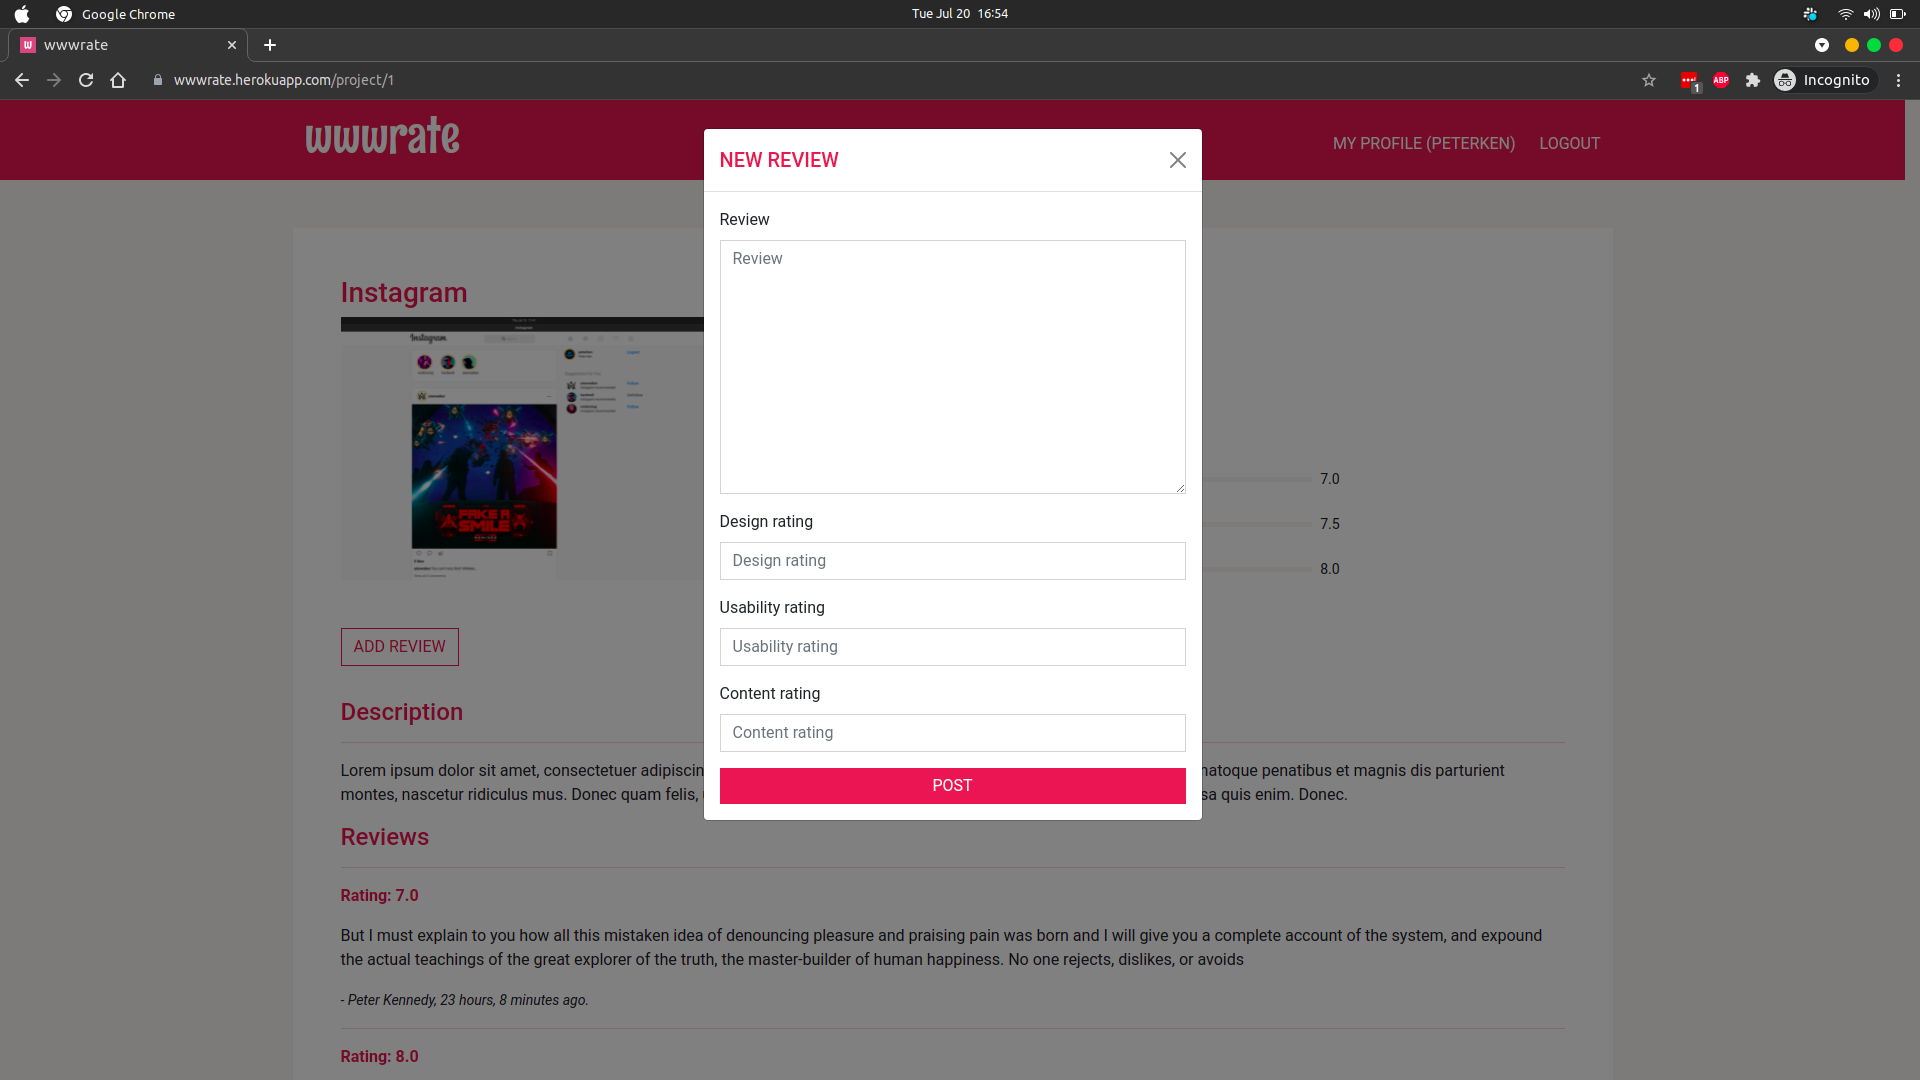 Google Chrome
Tue Jul 20 16:54
wwwrate
wwwrate.herokuapp.com/project/1
ABP
1
Incognito
wwwrate
MY PROFILE (PETERKEN)
LOGOUT
NEW REVIEW
Review
Review
Design rating
Design rating
Usability rating
Usability rating
Content rating
Content rating
POST
Instagram
Instagram
FAKE A
SMILE
7.0
7.5
8.0
ADD REVIEW
Description
Lorem ipsum dolor sit amet, consectetuer adipiscin natoque penatibus et magnis dis parturient
montes, nascetur ridiculus mus. Donec quam felis, sa quis enim. Donec.
Reviews
Rating: 7.0
But I must explain to you how all this mistaken idea of denouncing pleasure and praising pain was born and I will give you a complete account of the system, and expound
the actual teachings of the great explorer of the truth, the master-builder of human happiness. No one rejects, dislikes, or avoids
- Peter Kennedy, 23 hours, 8 minutes ago.
Rating: 8.0